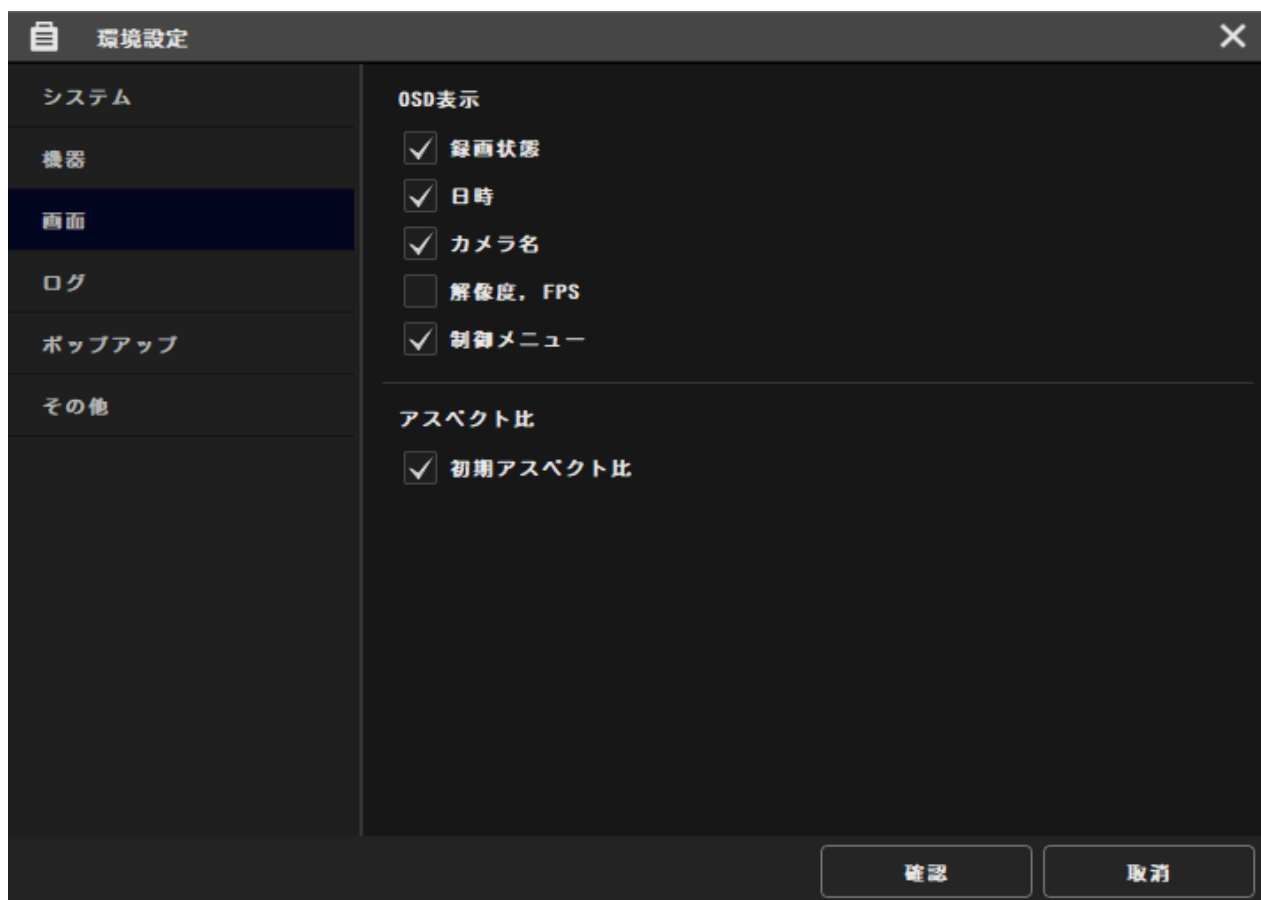 環境設定
システム
機器
画面
ログ
ポップアップ
その他
OSD表示
録画状態
日時
カメラ名
解像度, FPS
制御メニュー
アスペクト比
初期アスペクト比
確認
取消